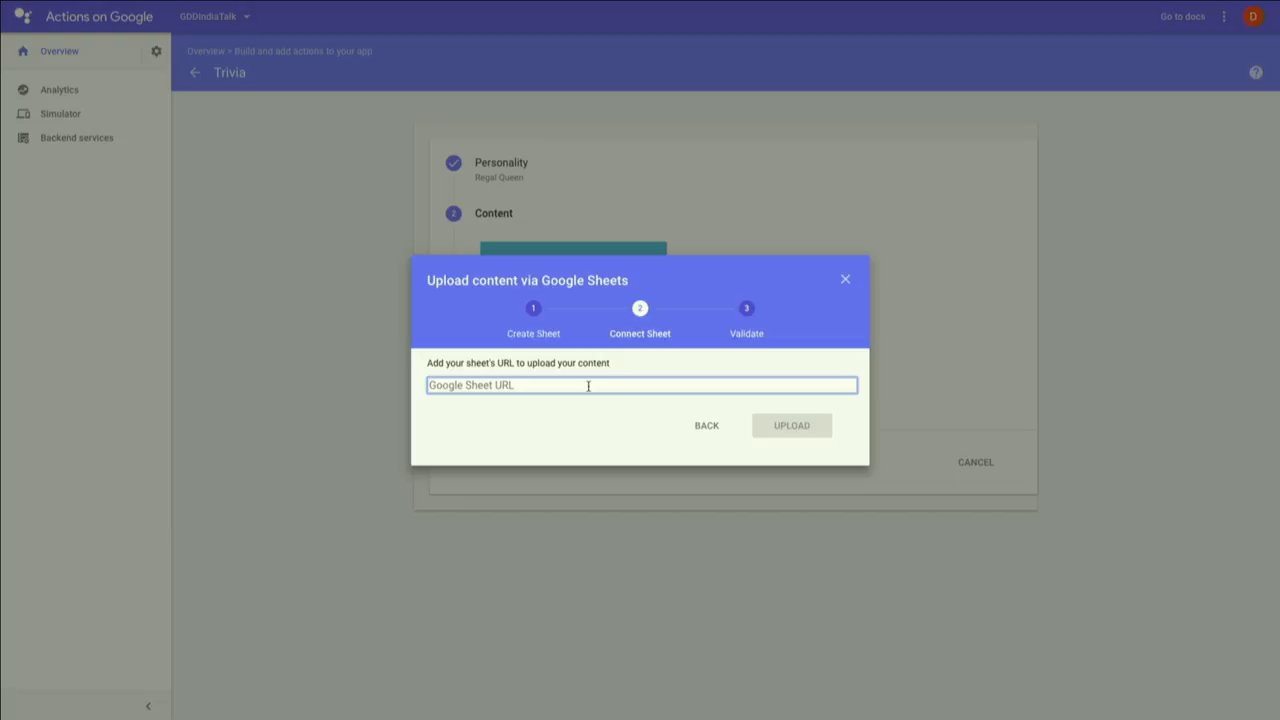 Actions on Google
GDDIndiaTalk
Go to docs
D
Overview
Overview > Build and add actions to your app
Trivia
?
Analytics
Simulator
Backend services
Personality
Regal Queen
2
Content
Upload content via Google Sheets
1
2
3
Create Sheet
Connect Sheet
Validate
Add your sheet's URL to upload your content
Google Sheet URL
BACK
UPLOAD
CANCEL